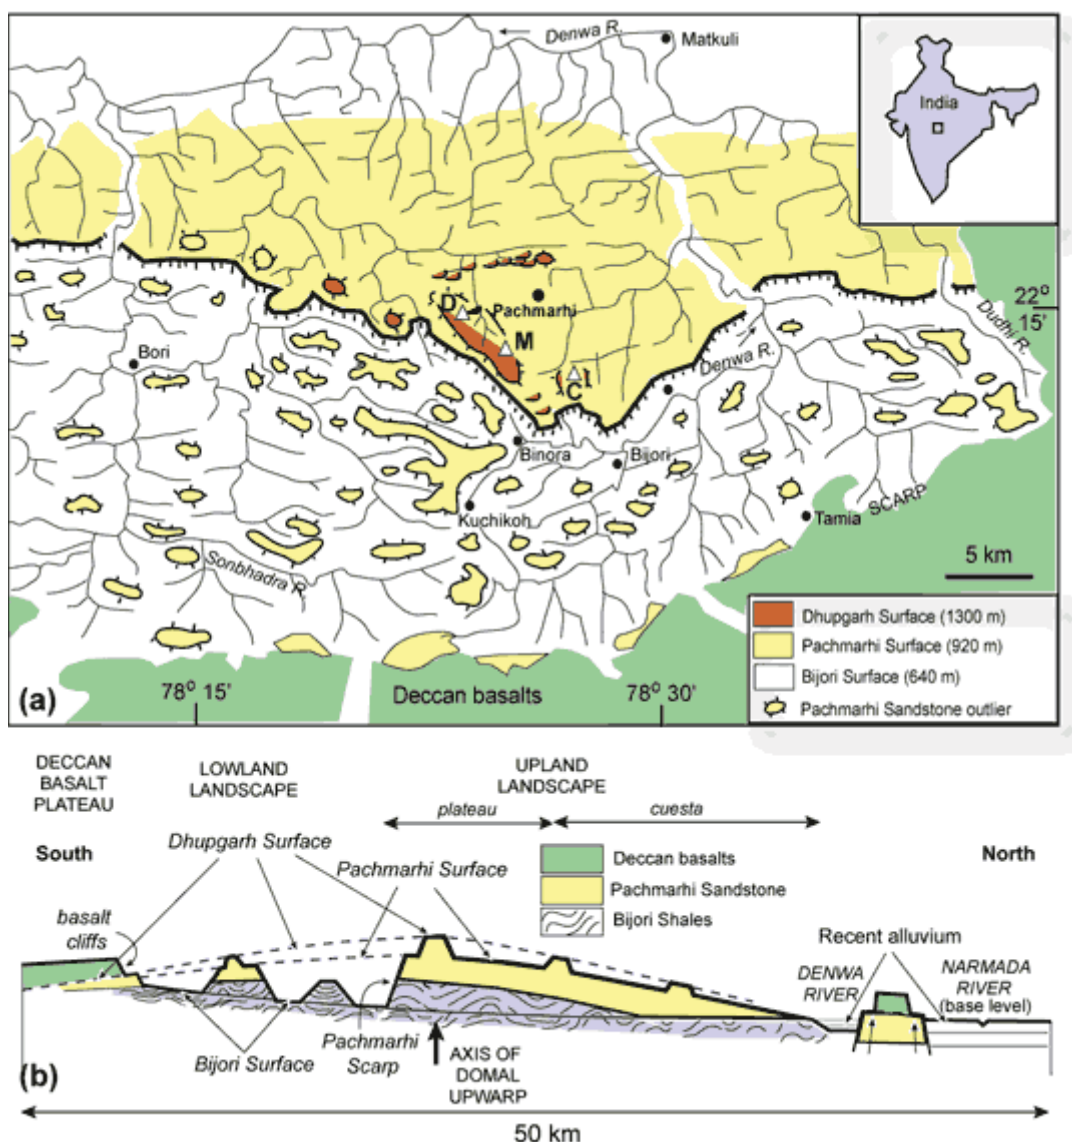 Denwa R.
Matkuli
India
22o
15'
D
Pachmarhi
M
C
Denwa R.
Dudhi R.
Bori
Binora
Bijori
Kuchikoh
Tamia
SCARP
Sonbhadra R.
5 km
Dhupgarh Surface (1300 m)
Pachmarhi Surface (920 m)
Bijori Surface (640 m)
Pachmarhi Sandstone outlier
(a)
78o 15'
Deccan basalts
78o 30'
DECCAN
BASALT
PLATEAU
LOWLAND
LANDSCAPE
UPLAND
LANDSCAPE
plateau
cuesta
South
Dhupgarh Surface
Pachmarhi Surface
North
Deccan basalts
Pachmarhi Sandstone
Bijori Shales
basalt
cliffs
Recent alluvium
DENWA
RIVER
NARMADA
RIVER
(base level)
Bijori Surface
Pachmarhi
Scarp
AXIS OF
DOMAL
UPWARP
(b)
50 km